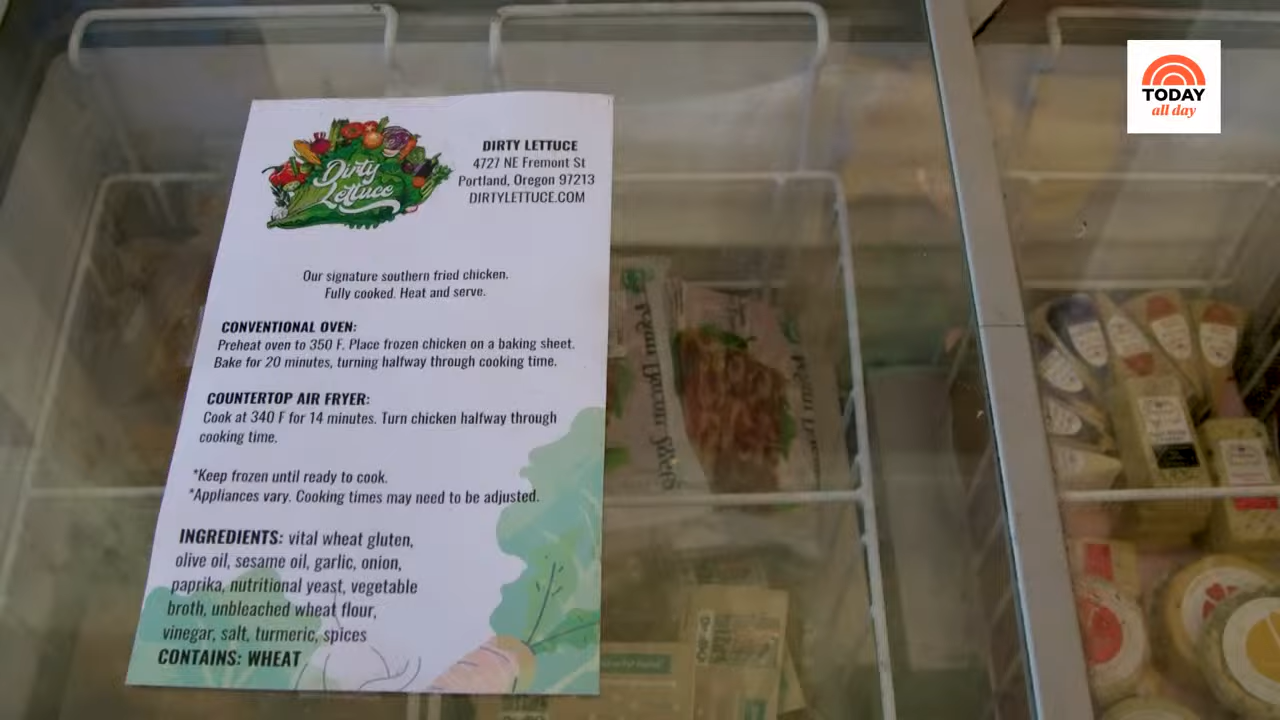 Dirty
Lettuce
DIRTY LETTUCE
4727 NE Fremont St
Portland, Oregon 97213
DIRTYLETTUCE.COM
Our signature southern fried chicken.
Fully cooked. Heat and serve.
CONVENTIONAL OVEN:
Preheat oven to 350 F. Place frozen chicken on a baking sheet.
Bake for 20 minutes, turning halfway through cooking time.
COUNTERTOP AIR FRYER:
Cook at 340 F for 14 minutes. Turn chicken halfway through
cooking time.
*Keep frozen until ready to cook.
*Appliances vary. Cooking times may need to be adjusted.
INGREDIENTS: vital wheat gluten,
olive oil, sesame oil, garlic, onion,
paprika, nutritional yeast, vegetable
broth, unbleached wheat flour,
vinegar, salt, turmeric, spices
CONTAINS: WHEAT
TODAY
all day